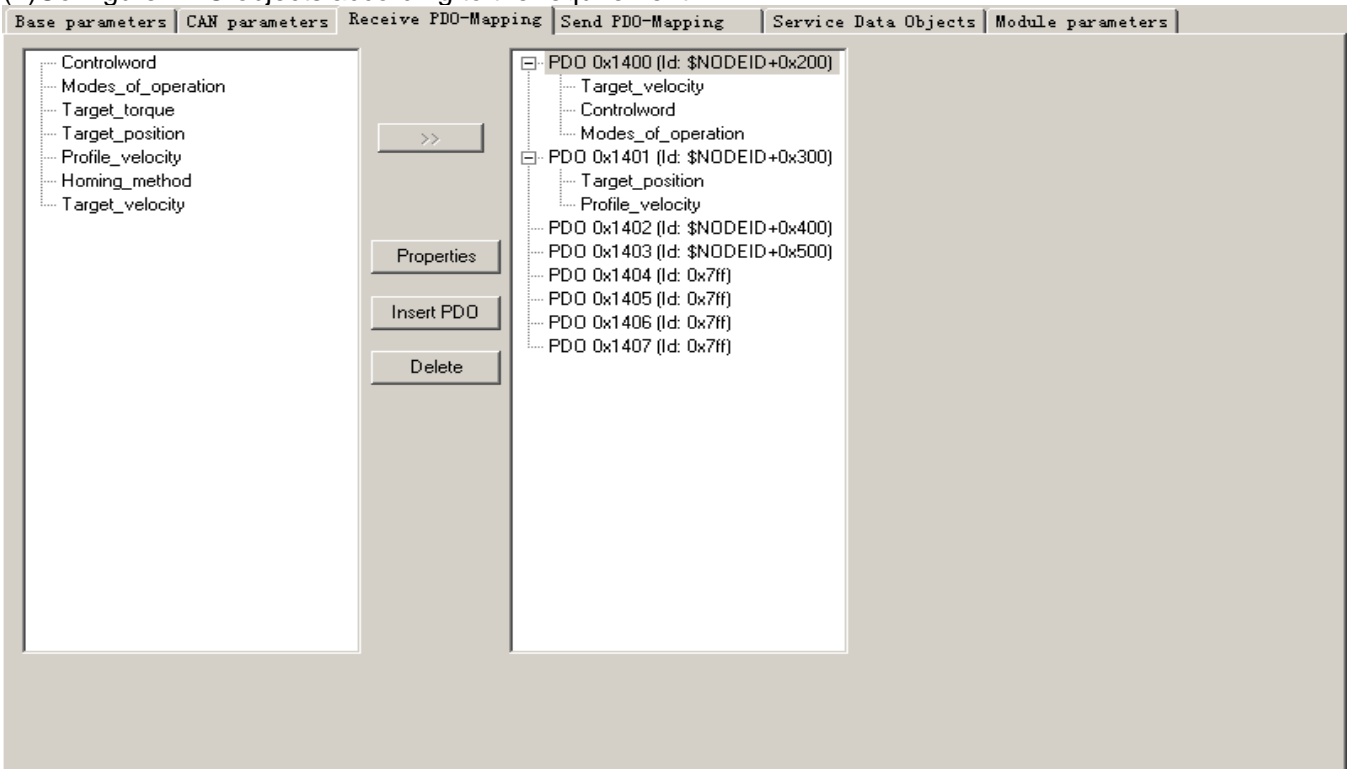 Base parameters
CAN parameters
Receive PDO-Mapping
Send PDO-Mapping
Service Data Objects
Module parameters
Controlword
Modes_of_operation
Target_torque
Target_position
Profile_velocity
Homing_method
Target_velocity
>>
Properties
Insert PDO
Delete
PDO 0x1400 (Id: $NODEID+0x200)
Target_velocity
Controlword
Modes_of_operation
PDO 0x1401 (Id: $NODEID+0x300)
Target_position
Profile_velocity
PDO 0x1402 (Id: $NODEID+0x400)
PDO 0x1403 (Id: $NODEID+0x500)
PDO 0x1404 (Id: 0x7ff)
PDO 0x1405 (Id: 0x7ff)
PDO 0x1406 (Id: 0x7ff)
PDO 0x1407 (Id: 0x7ff)